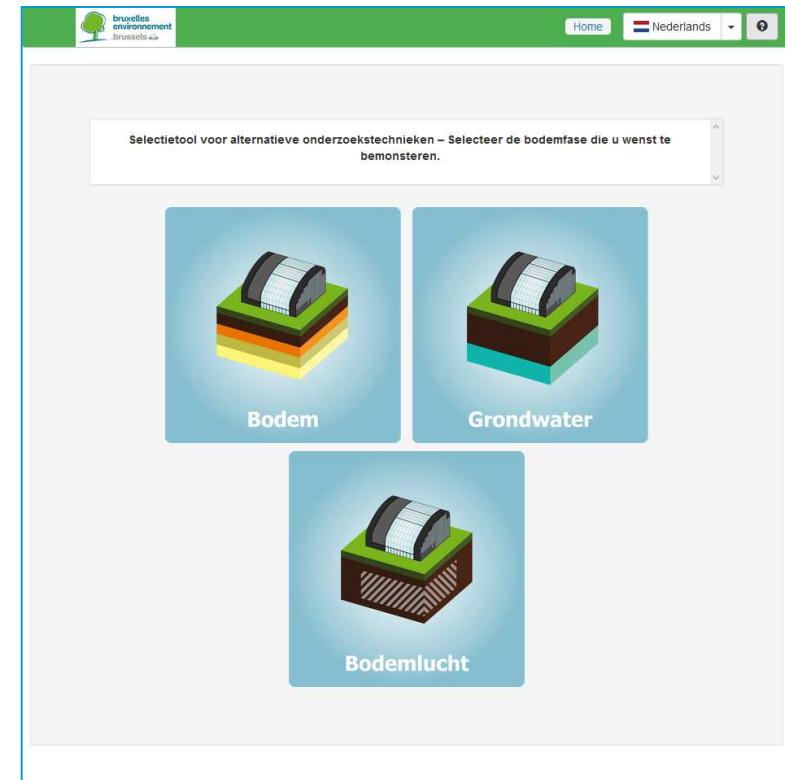 bruxelles
environnement
.brussels
Home
Nederlands
Selectietool voor alternatieve onderzoekstechnieken – Selecteer de bodemfase die u wenst te
bemonsteren.
Bodem
Grondwater
Bodemlucht